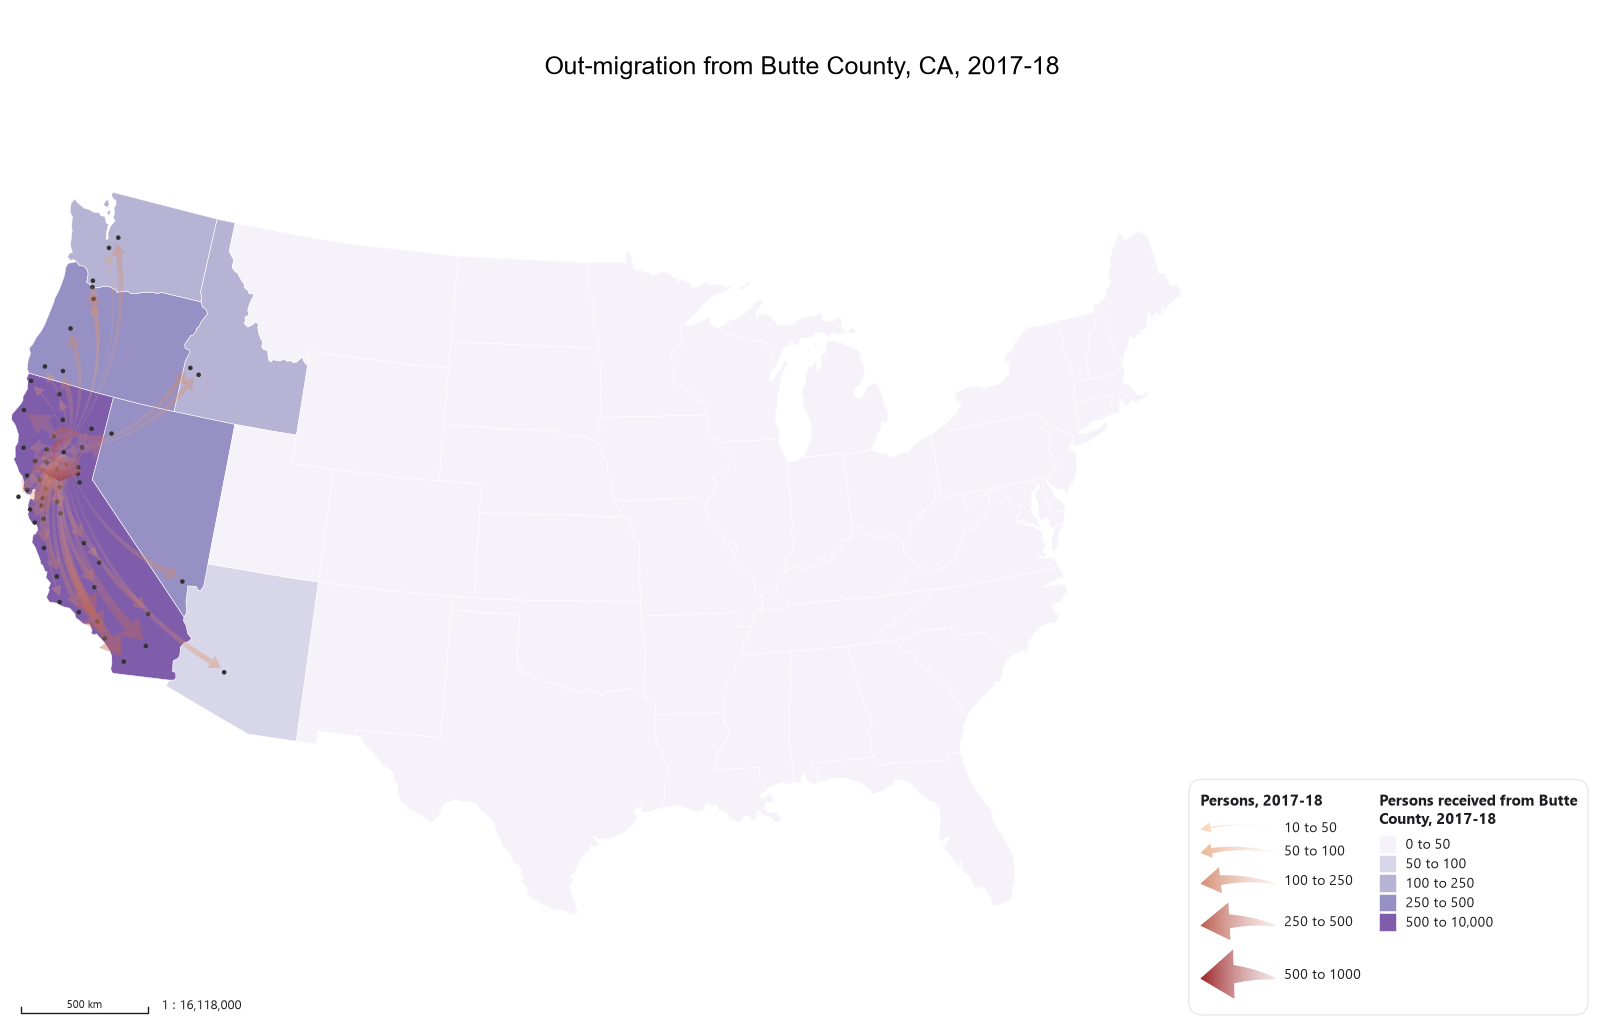 Out-migration from Butte County, CA, 2017-18
Persons, 2017-18
10 to 50
50 to 100
100 to 250
250 to 500
500 to 1000
Persons received from Butte
County, 2017-18
0 to 50
50 to 100
100 to 250
250 to 500
500 to 10,000
500 km
1 : 16,118,000